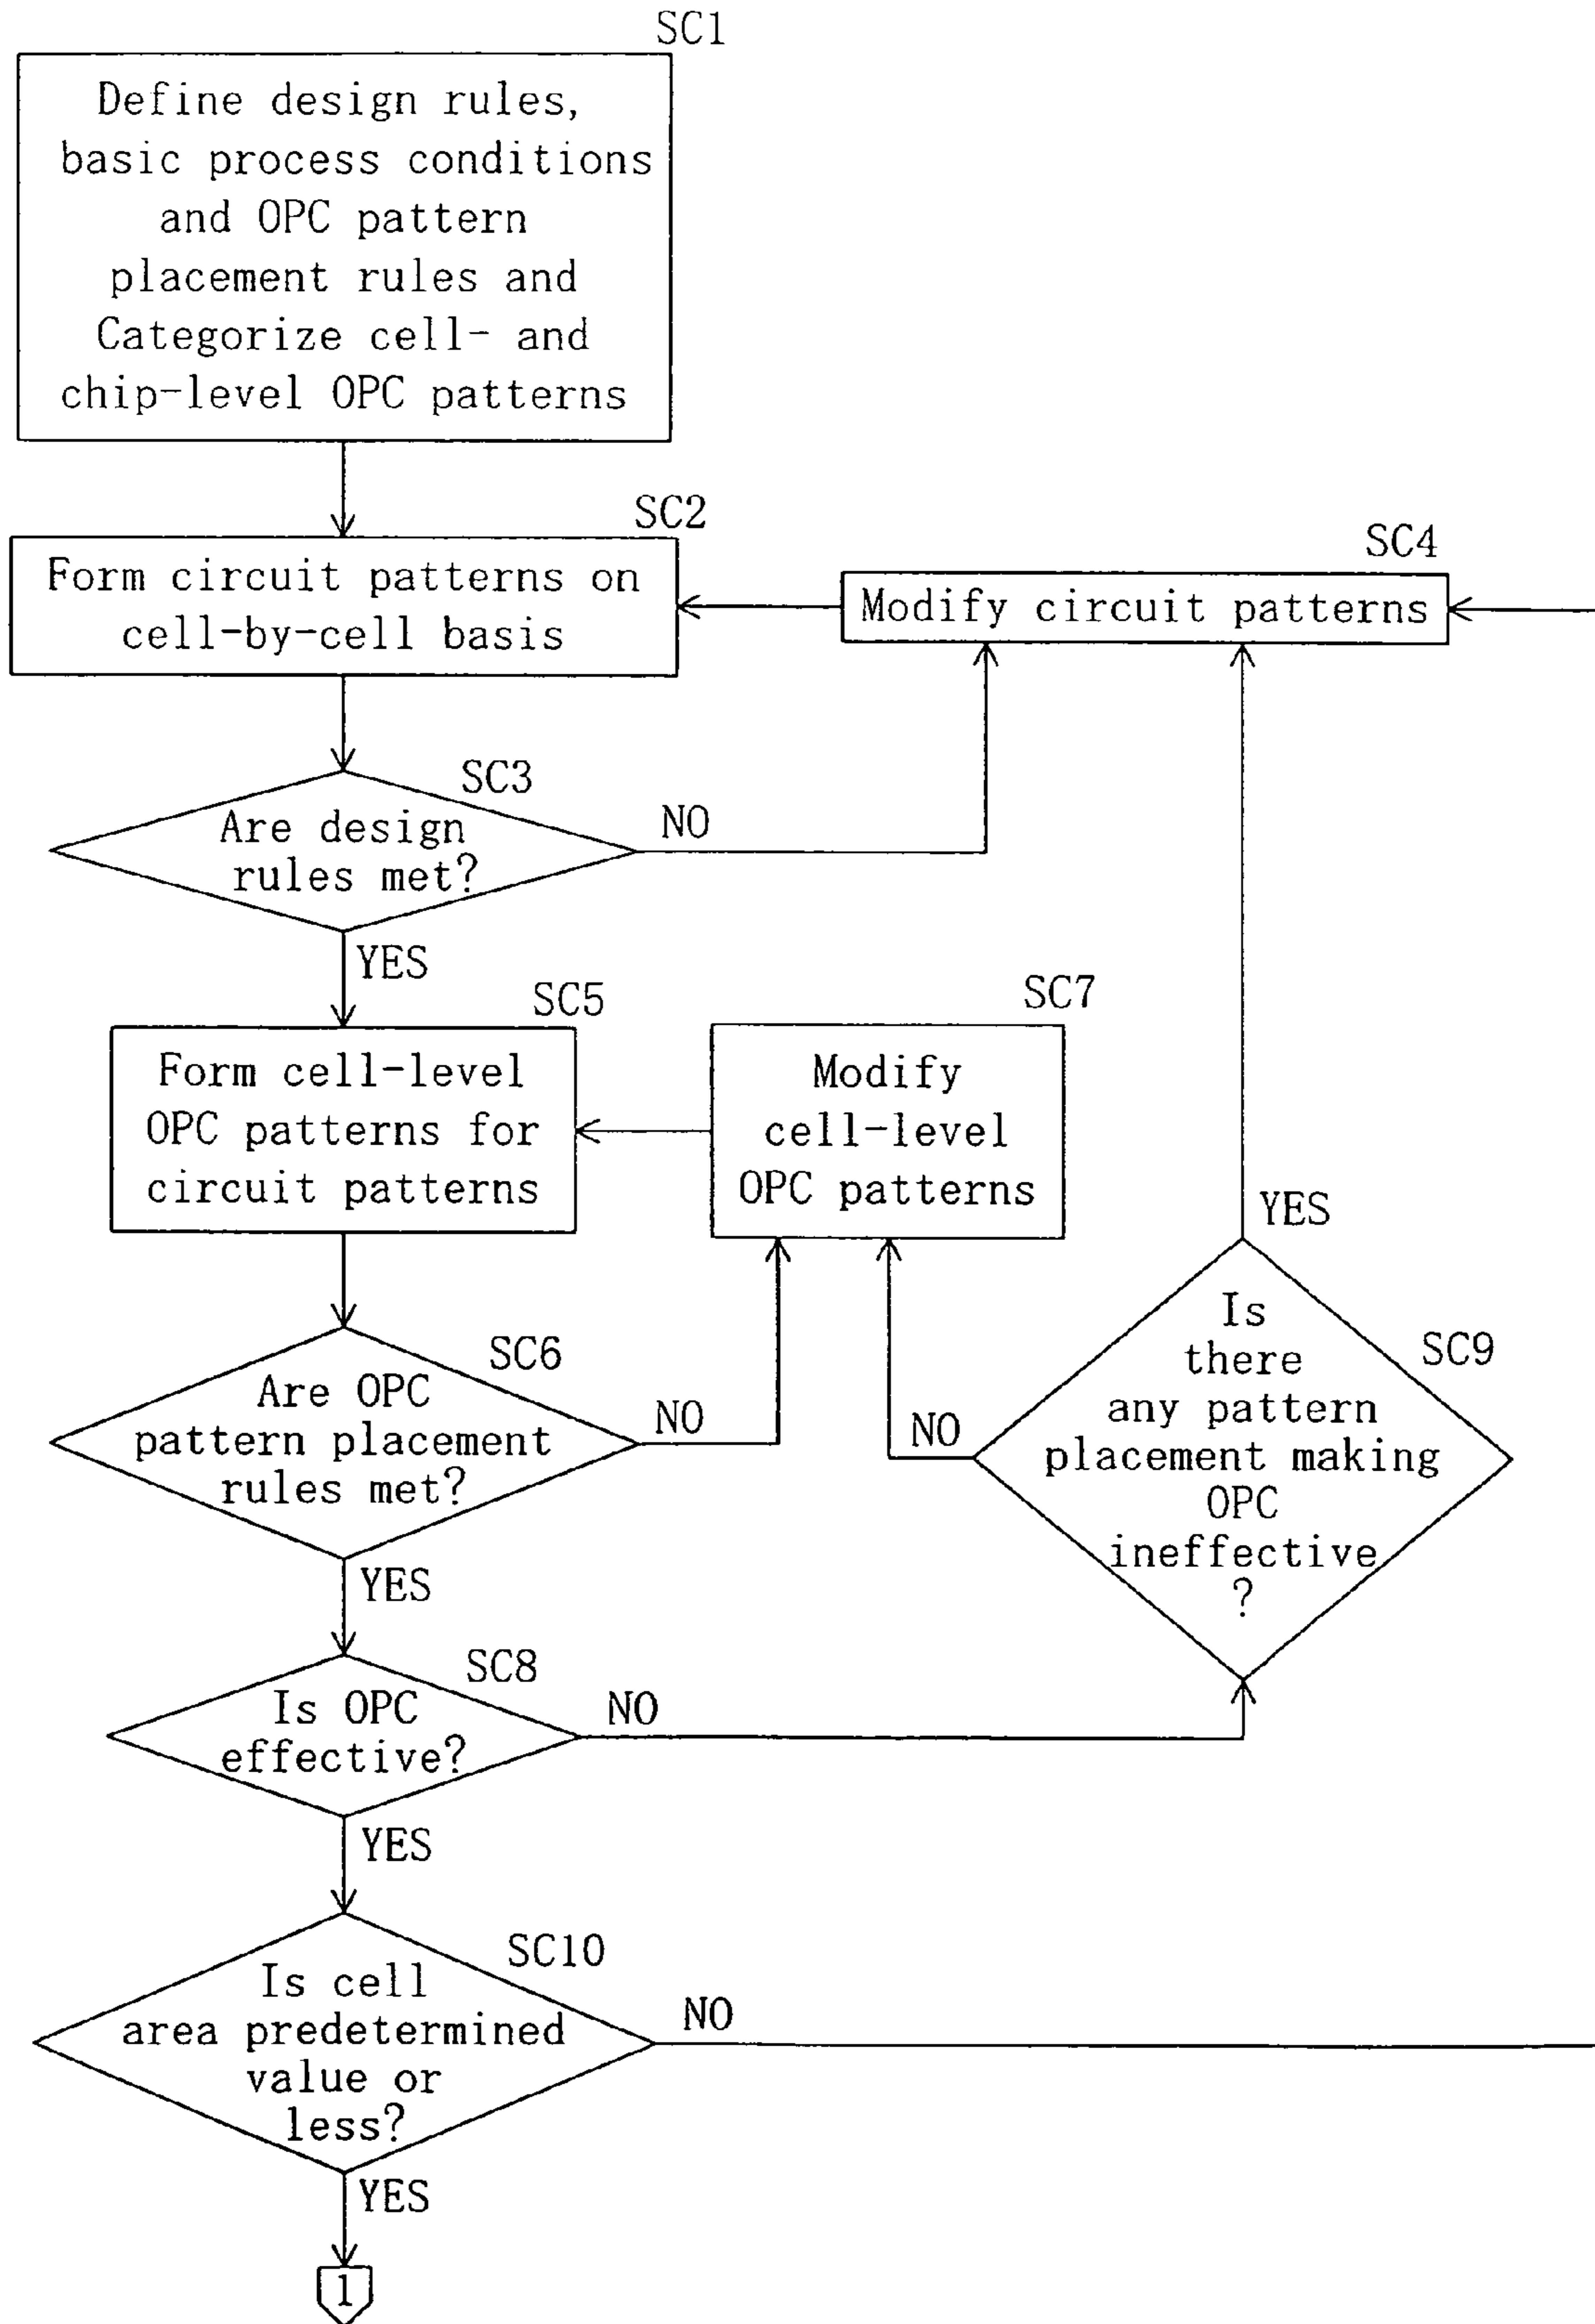 SC1
Define design rules,
basic process conditions
and OPC pattern
placement rules and
Categorize cell- and
chip-level OPC patterns
SC2
Form circuit patterns on
cell-by-cell basis
SC4
Modify circuit patterns
SC3
Are design
rules met?
NO
YES
SC5
Form cell-level
OPC patterns for
circuit patterns
SC7
Modify
cell-level
OPC patterns
SC6
Are OPC
pattern placement
rules met?
NO
YES
SC9
Is
there
any pattern
placement making
OPC
ineffective
?
NO
YES
SC8
Is OPC
effective?
NO
YES
SC10
Is cell
area predetermined
value or
less?
NO
YES
1